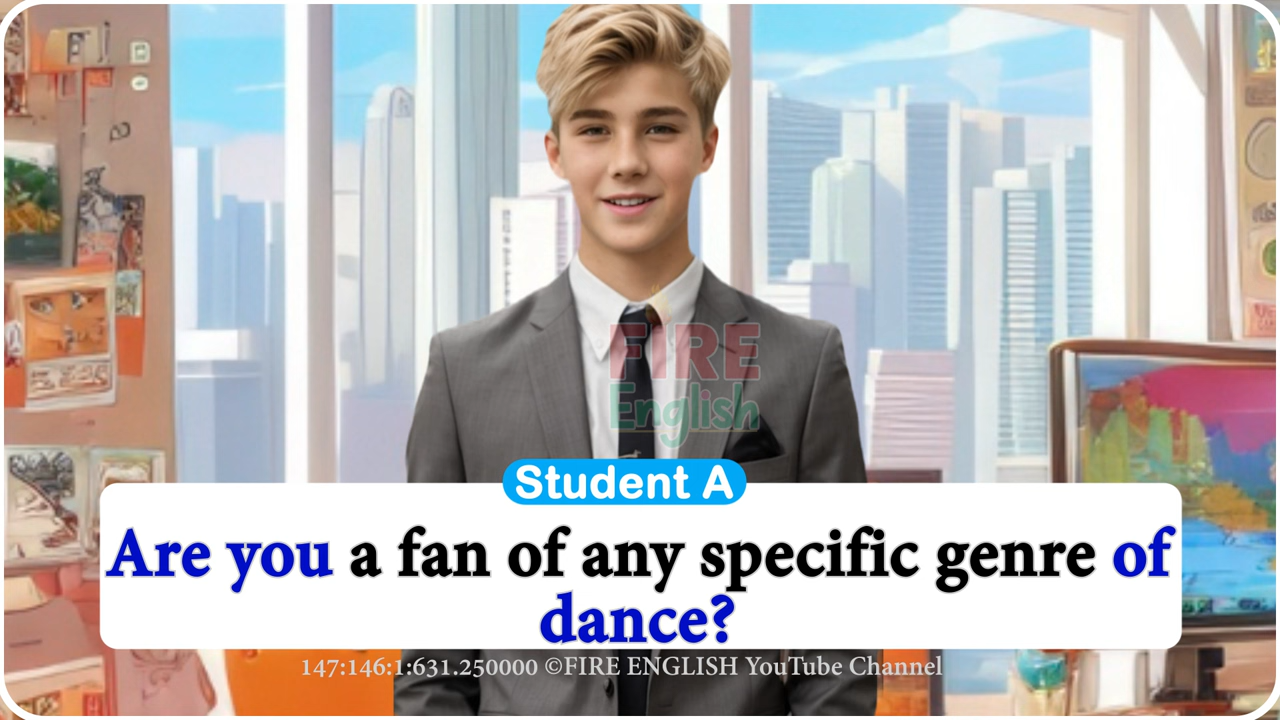 FIRE
English
Student A
Are you a fan of any specific genre of
dance?
147:146:1:631.250000 ©FIRE ENGLISH YouTube Channel